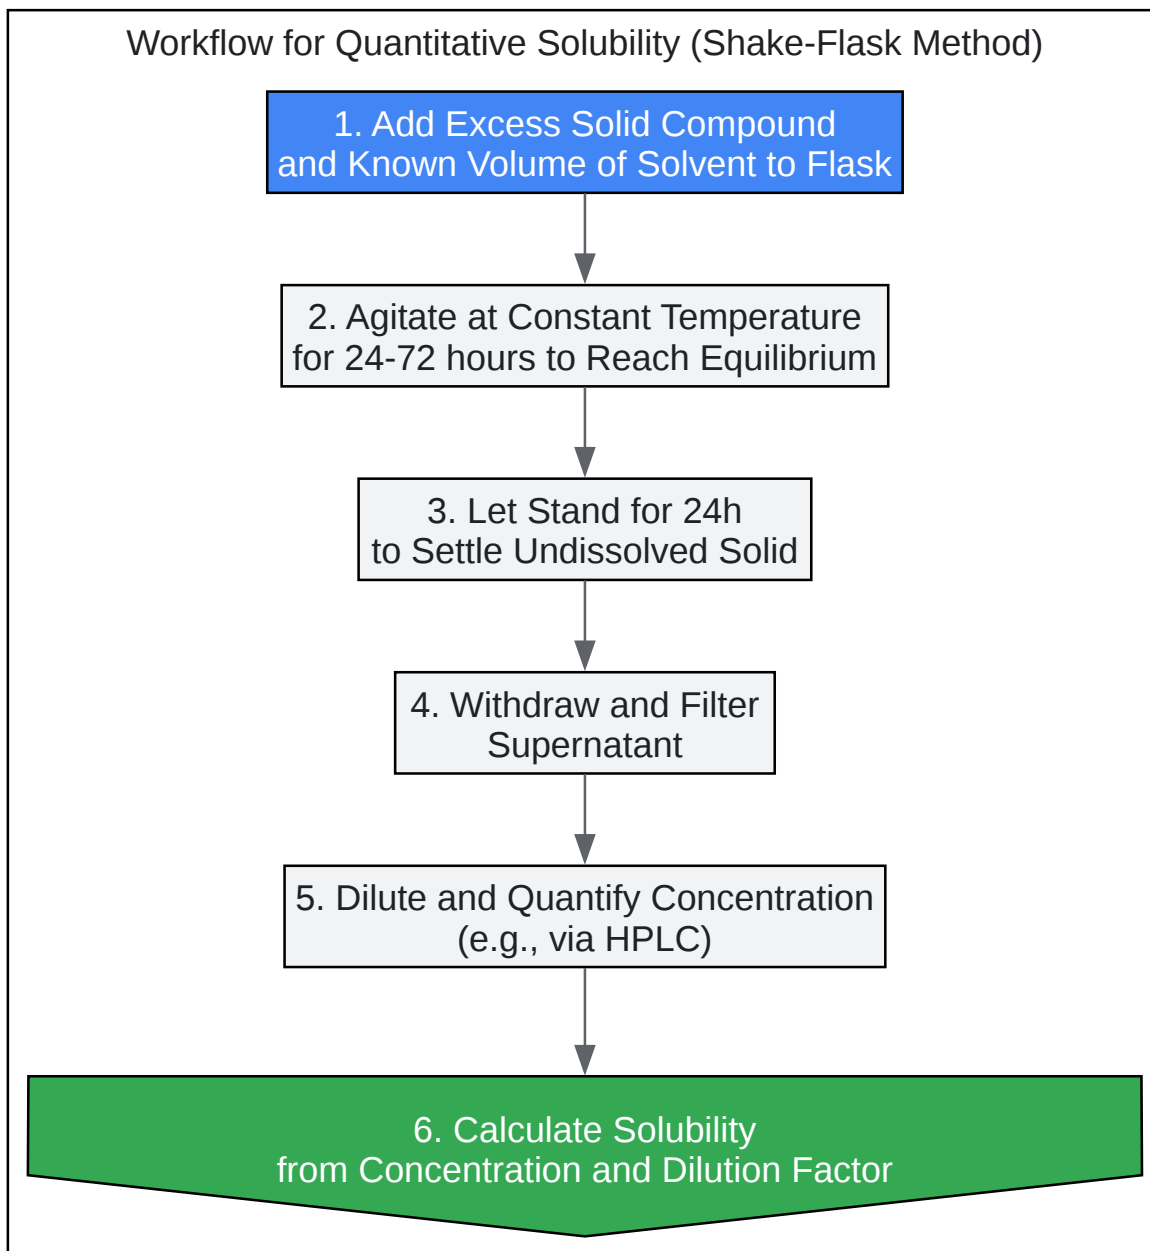 Workflow for Quantitative Solubility (Shake-Flask Method)
1. Add Excess Solid Compound
and Known Volume of Solvent to Flask
2. Agitate at Constant Temperature
for 24-72 hours to Reach Equilibrium
3. Let Stand for 24h
to Settle Undissolved Solid
4. Withdraw and Filter
Supernatant
5. Dilute and Quantify Concentration
(e.g., via HPLC)
6. Calculate Solubility
from Concentration and Dilution Factor